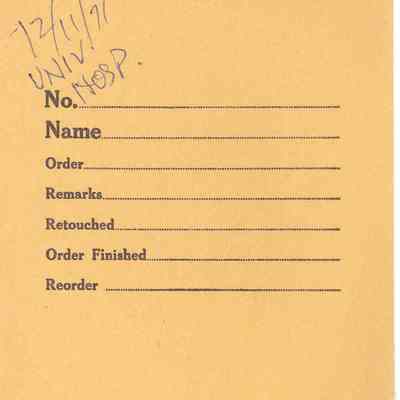 12/11/71
UNIV.
HOSP.
No.
Name
Order
Remarks
Retouched
Order Finished
Reorder